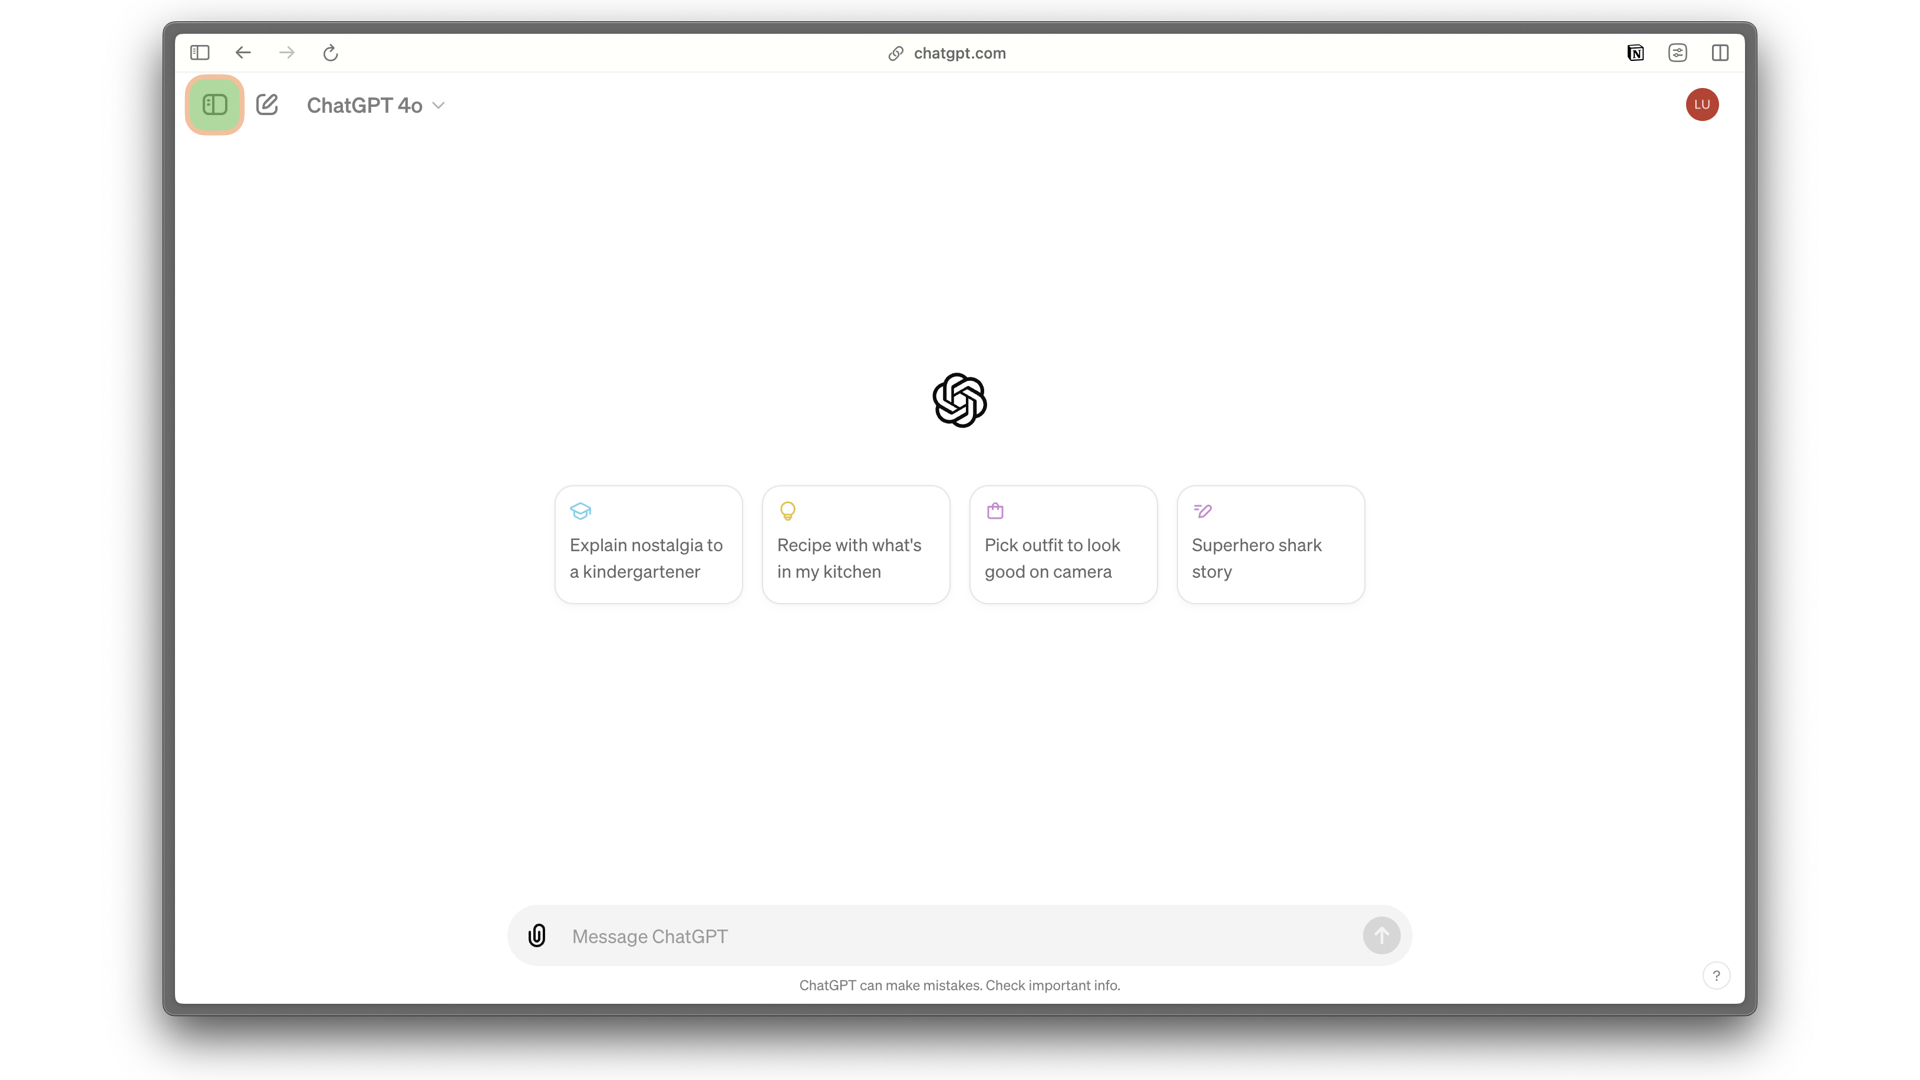 chatgpt.com
ChatGPT 4o
LU
Explain nostalgia to
a kindergartener
Recipe with what's
in my kitchen
Pick outfit to look
good on camera
Superhero shark
story
Message ChatGPT
ChatGPT can make mistakes. Check important info.
?